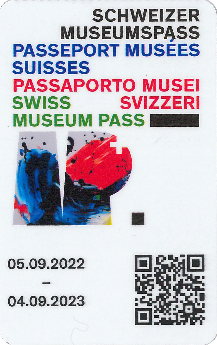 SCHWEIZER
MUSEUMSPASS
PASSEPORT MUSÉES
SUISSES
PASSAPORTO MUSEI
SWISS SVIZZERI
MUSEUM PASS
05.09.2022
–
04.09.2023